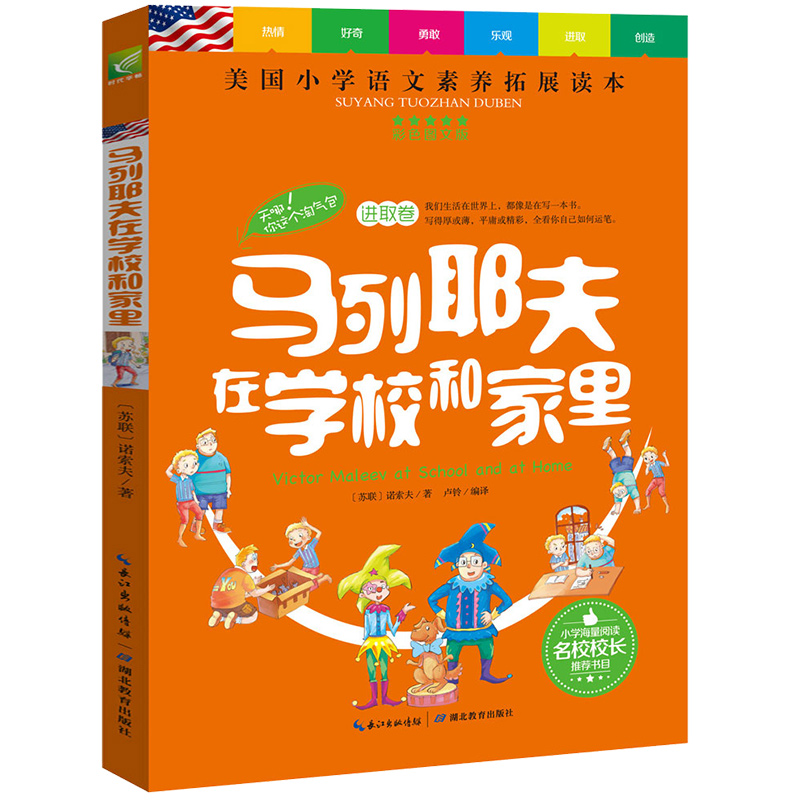 热情 好奇 勇敢 乐观 进取 创造
美国小学语文素养拓展读本
SUYANG TUOZHAN DUBEN
彩色图文版
天哪!
你这个淘气包
进取卷
我们生活在世界上，都像是在写一本书。
写得厚或薄，平庸或精彩，全看你自己如何运笔。
马列耶夫
在学校和家里
Victor Maleev at School and at Home
〔苏联〕诺索夫/著 卢铃/编译
小学海量阅读
名校校长
推荐书目
长江出版传媒 湖北教育出版社
时代学翰
马列耶夫在学校和家里
〔苏联〕诺索夫/著
长江出版传媒
湖北教育出版社